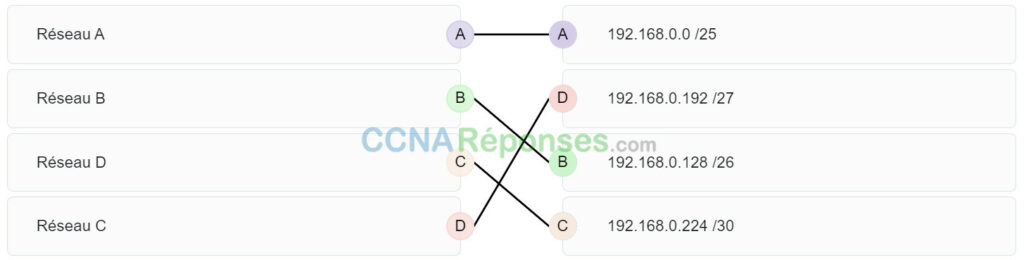 Réseau A A A 192.168.0.0 /25
Réseau B B D 192.168.0.192 /27
CCNARéponses.com
Réseau D C B 192.168.0.128 /26
Réseau C D C 192.168.0.224 /30